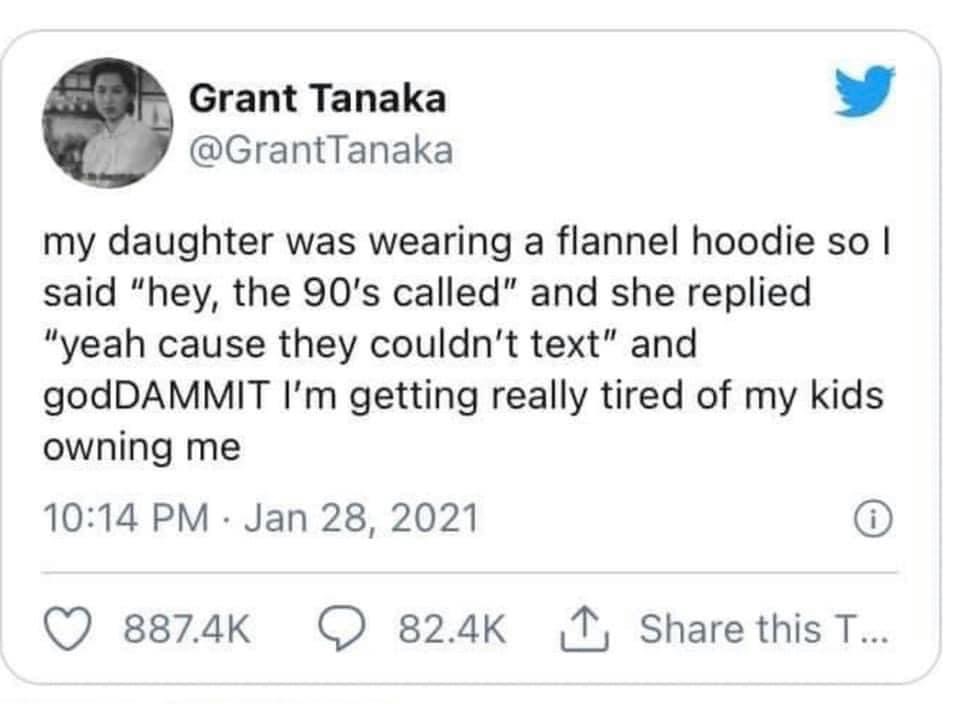 Grant Tanaka
@GrantTanaka
my daughter was wearing a flannel hoodie so I
said “hey, the 90’s called” and she replied
“yeah cause they couldn’t text” and
godDAMMIT I’m getting really tired of my kids
owning me
10:14 PM · Jan 28, 2021
887.4K 82.4K Share this T...